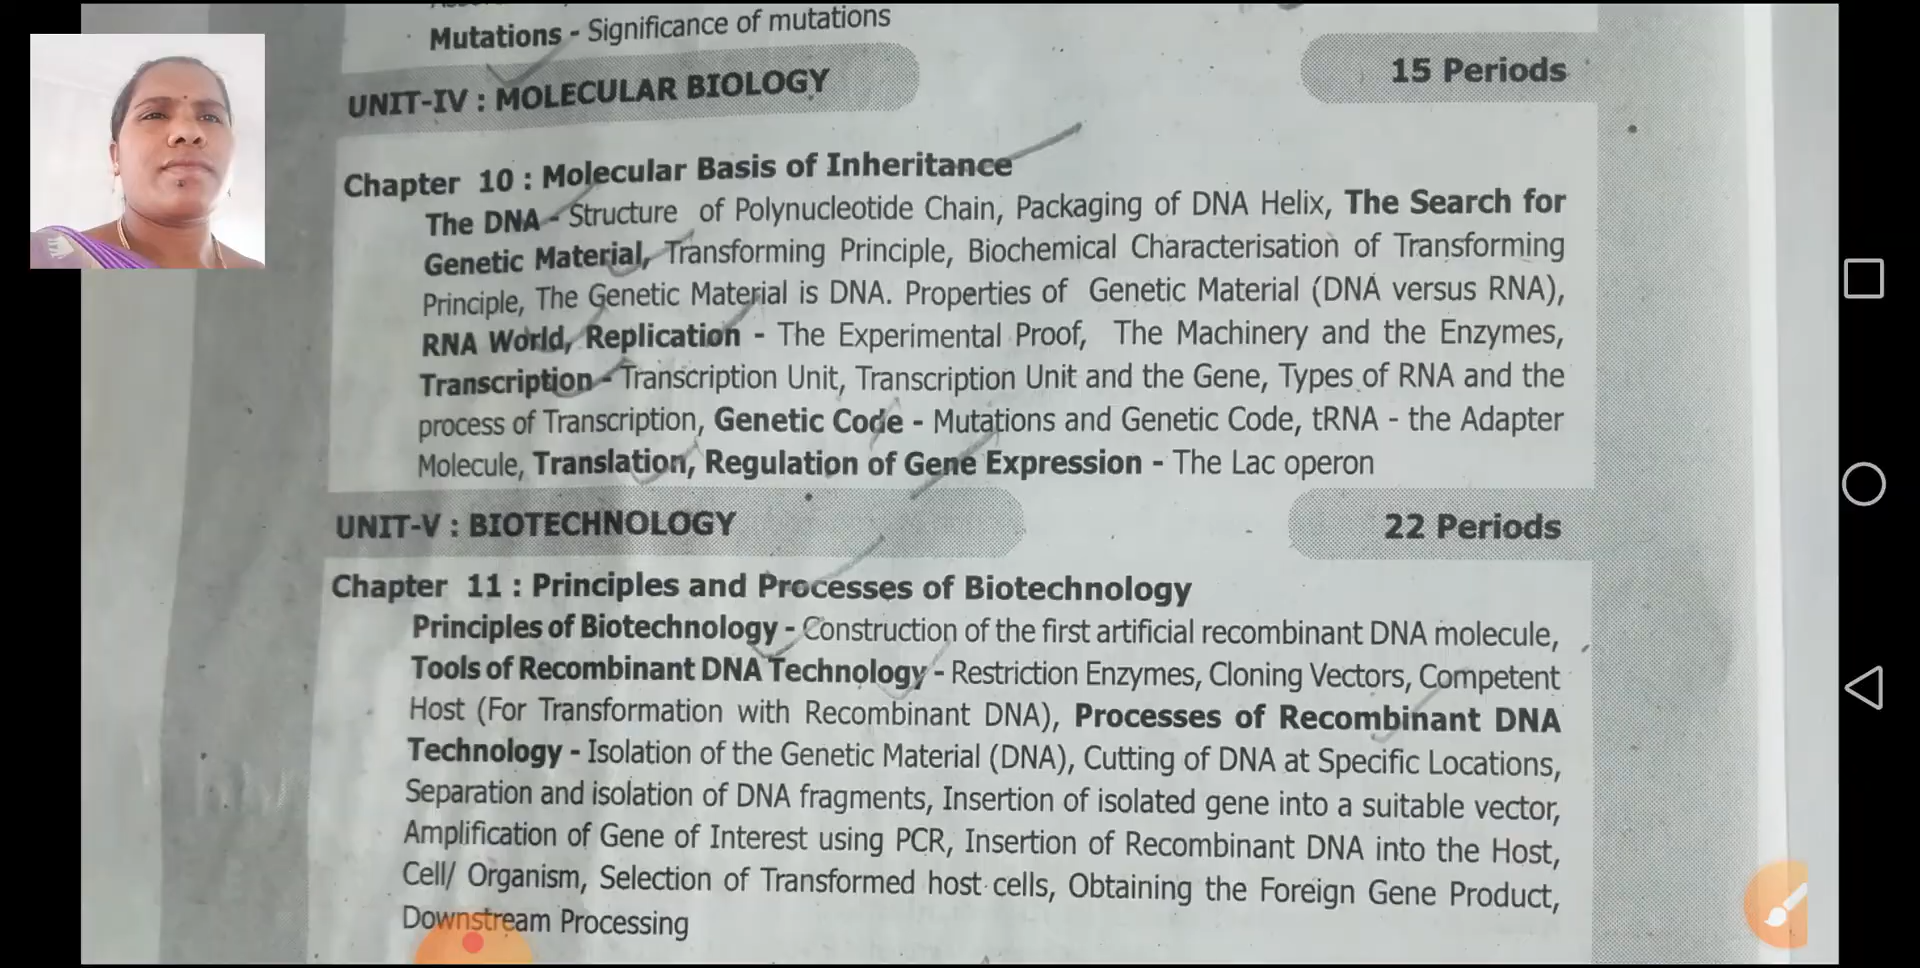 Mutations - Significance of mutations
UNIT-IV : MOLECULAR BIOLOGY 15 Periods
Chapter 10 : Molecular Basis of Inheritance
The DNA - Structure of Polynucleotide Chain, Packaging of DNA Helix, The Search for
Genetic Material, Transforming Principle, Biochemical Characterisation of Transforming
Principle, The Genetic Material is DNA. Properties of Genetic Material (DNA versus RNA),
RNA World, Replication - The Experimental Proof, The Machinery and the Enzymes,
Transcription - Transcription Unit, Transcription Unit and the Gene, Types of RNA and the
process of Transcription, Genetic Code - Mutations and Genetic Code, tRNA - the Adapter
Molecule, Translation, Regulation of Gene Expression - The Lac operon
UNIT-V : BIOTECHNOLOGY 22 Periods
Chapter 11 : Principles and Processes of Biotechnology
Principles of Biotechnology - Construction of the first artificial recombinant DNA molecule,
Tools of Recombinant DNA Technology - Restriction Enzymes, Cloning Vectors, Competent
Host (For Transformation with Recombinant DNA), Processes of Recombinant DNA
Technology - Isolation of the Genetic Material (DNA), Cutting of DNA at Specific Locations,
Separation and isolation of DNA fragments, Insertion of isolated gene into a suitable vector,
Amplification of Gene of Interest using PCR, Insertion of Recombinant DNA into the Host,
Cell/ Organism, Selection of Transformed host cells, Obtaining the Foreign Gene Product,
Downstream Processing